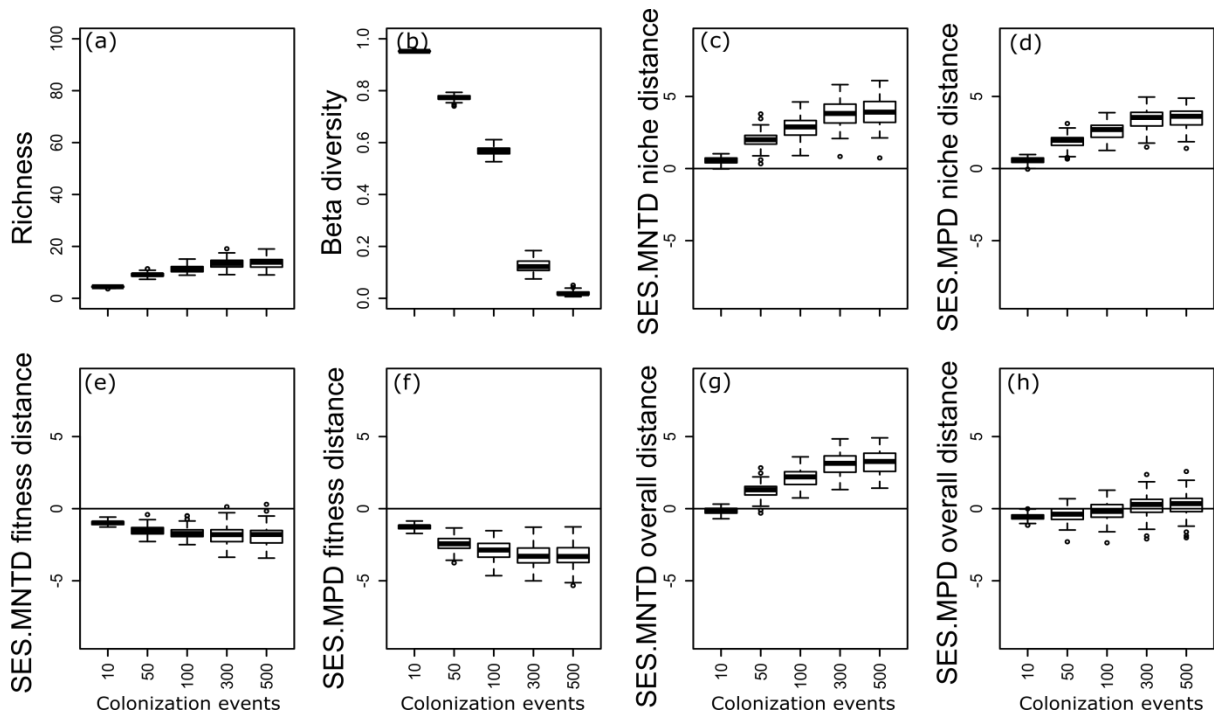 Richness
(a)
100
80
60
40
20
0
Beta diversity
(b)
1.0
0.8
0.6
0.4
0.2
0.0
SES.MNTD niche distance
(c)
5
0
-5
SES.MPD niche distance
(d)
5
0
-5
SES.MNTD fitness distance
(e)
5
0
-5
10
50
100
300
500
Colonization events
SES.MPD fitness distance
(f)
5
0
-5
10
50
100
300
500
Colonization events
SES.MNTD overall distance
(g)
5
0
-5
10
50
100
300
500
Colonization events
SES.MPD overall distance
(h)
5
0
-5
10
50
100
300
500
Colonization events